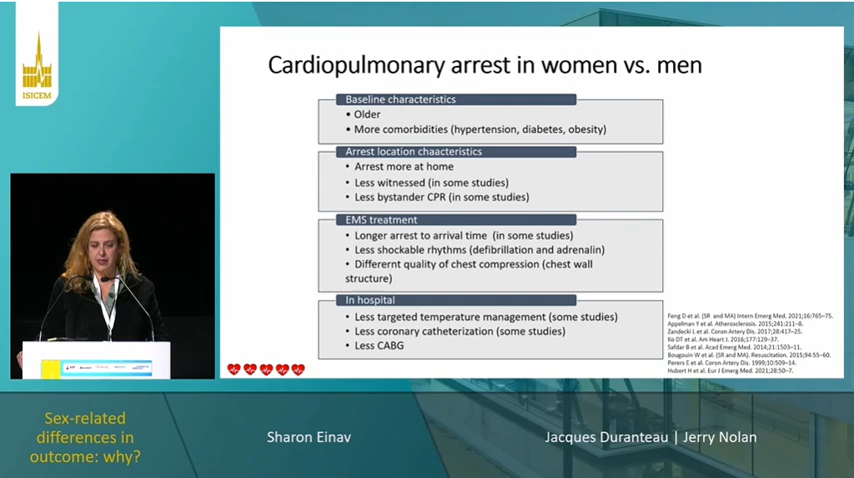 ISICEM
Cardiopulmonary arrest in women vs. men
Baseline characteristics
• Older
• More comorbidities (hypertension, diabetes, obesity)
Arrest location chaacteristics
• Arrest more at home
• Less witnessed (in some studies)
• Less bystander CPR (in some studies)
EMS treatment
• Longer arrest to arrival time (in some studies)
• Less shockable rhythms (defibrillation and adrenalin)
• Differernt quality of chest compression (chest wall
structure)
In hospital
• Less targeted temperature management (some studies)
• Less coronary catheterization (some studies)
• Less CABG
Feng D et al. (SR and MA) Intern Emerg Med. 2021;16:765–75.
Appelman Y et al. Atherosclerosis. 2015;241:211–8.
Zandecki L et al. Coron Artery Dis. 2017;28:417–25.
Ko DT et al. Am Heart J. 2016;177:129–37.
Safdar B et al. Acad Emerg Med. 2014;21:1503–11.
Bougouin W et al. (SR and MA). Resuscitation. 2015;94:55–60.
Perers E et al. Coron Artery Dis. 1999;10:509–14.
Hubert H et al. Eur J Emerg Med. 2021;28:50–7.
Sex-related
differences in
outcome: why?
Sharon Einav
Jacques Duranteau | Jerry Nolan